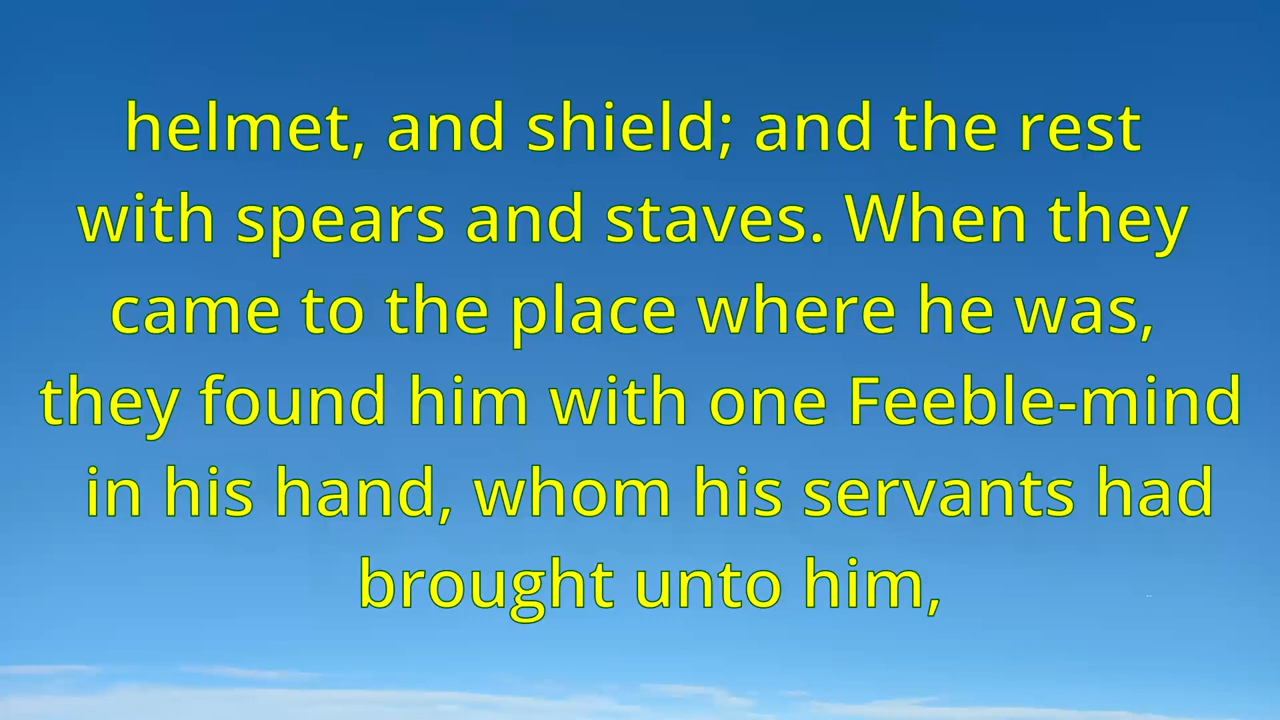 helmet, and shield; and the rest
with spears and staves. When they
came to the place where he was,
they found him with one Feeble-mind
in his hand, whom his servants had
brought unto him,